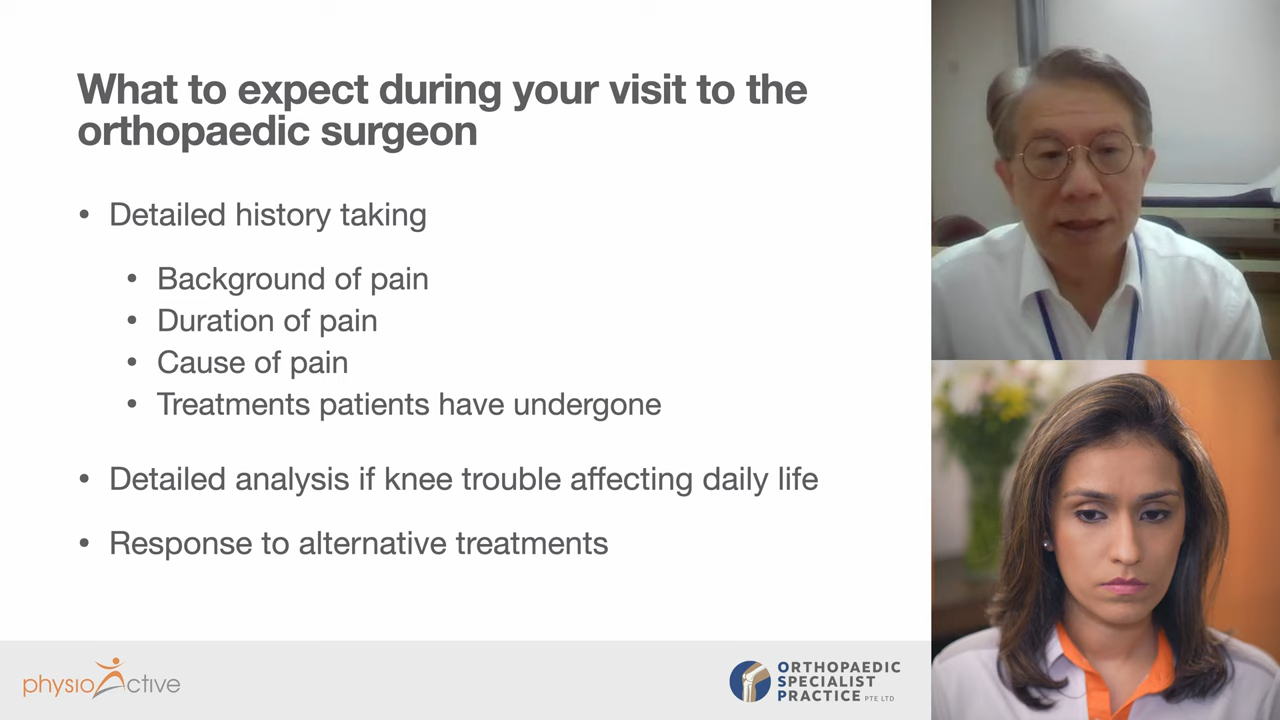 What to expect during your visit to the
orthopaedic surgeon
• Detailed history taking
• Background of pain
• Duration of pain
• Cause of pain
• Treatments patients have undergone
• Detailed analysis if knee trouble affecting daily life
• Response to alternative treatments
physioActive
ORTHOPAEDIC
SPECIALIST
PRACTICE PTE LTD